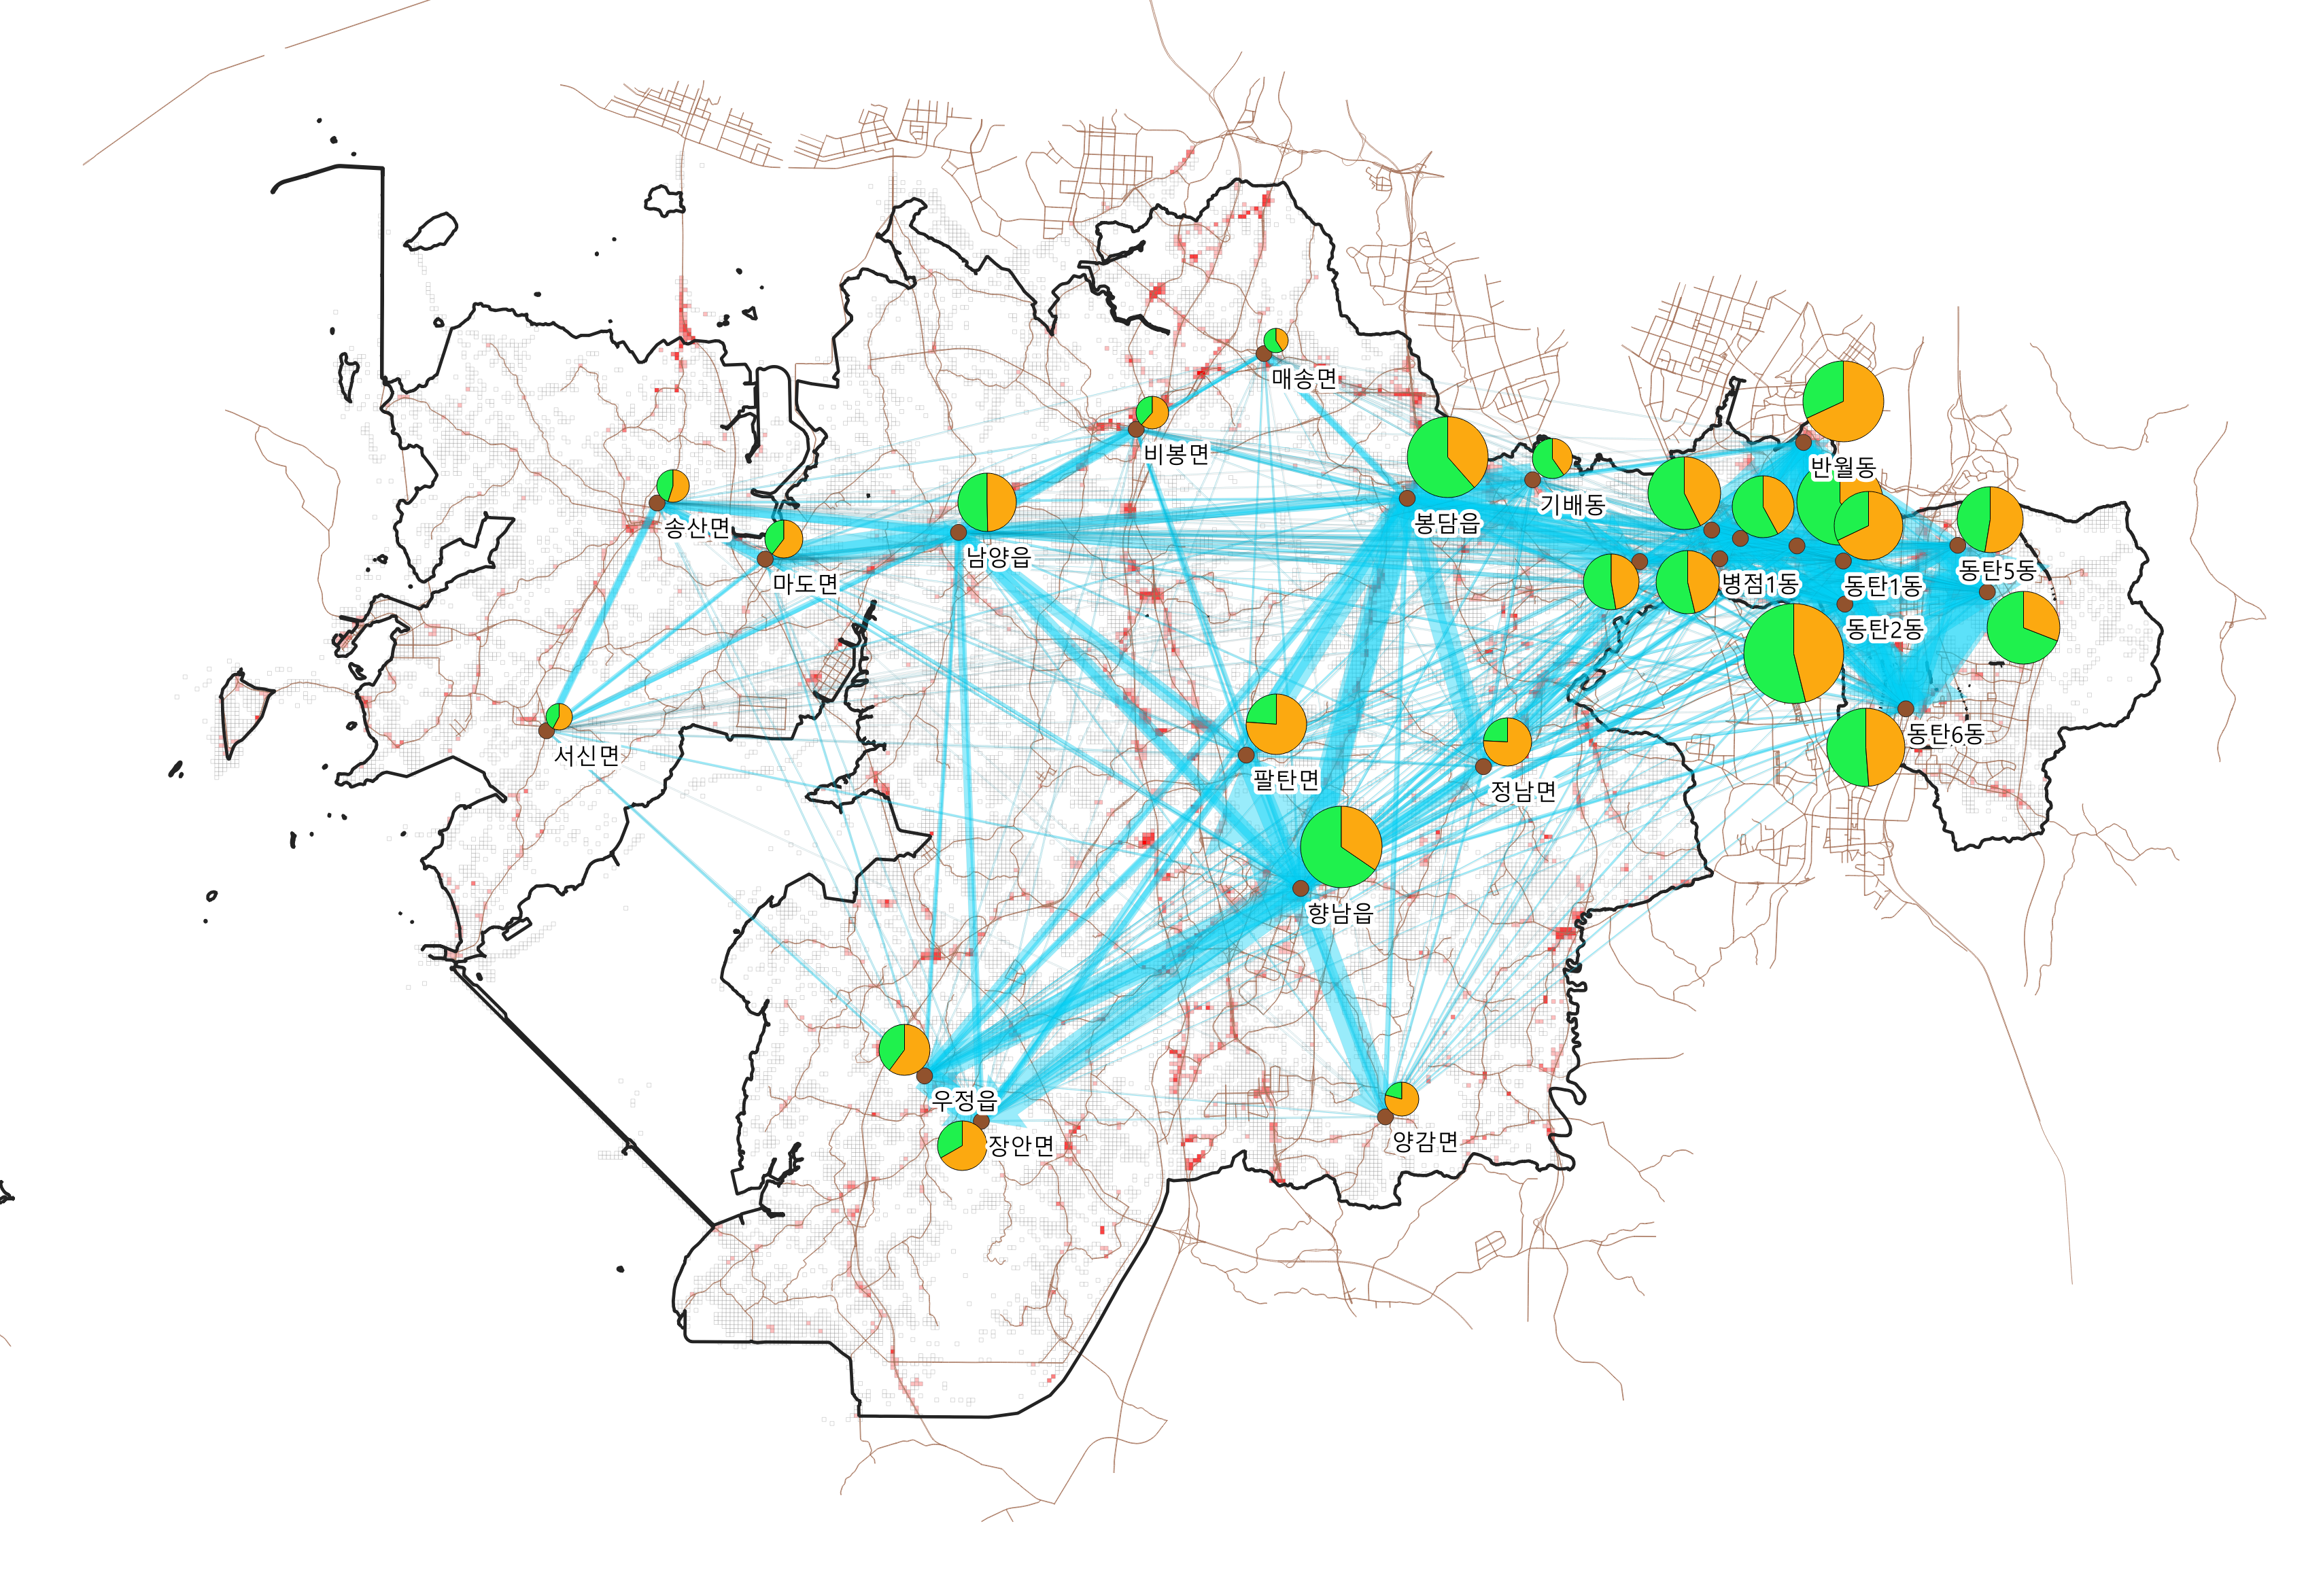 매송면
비봉면
반월동
기배동
봉담읍
송산면
남양읍
마도면
병점1동
동탄1동
동탄5동
동탄2동
동탄6동
서신면
팔탄면
정남면
향남읍
우정읍
장안면
양감면